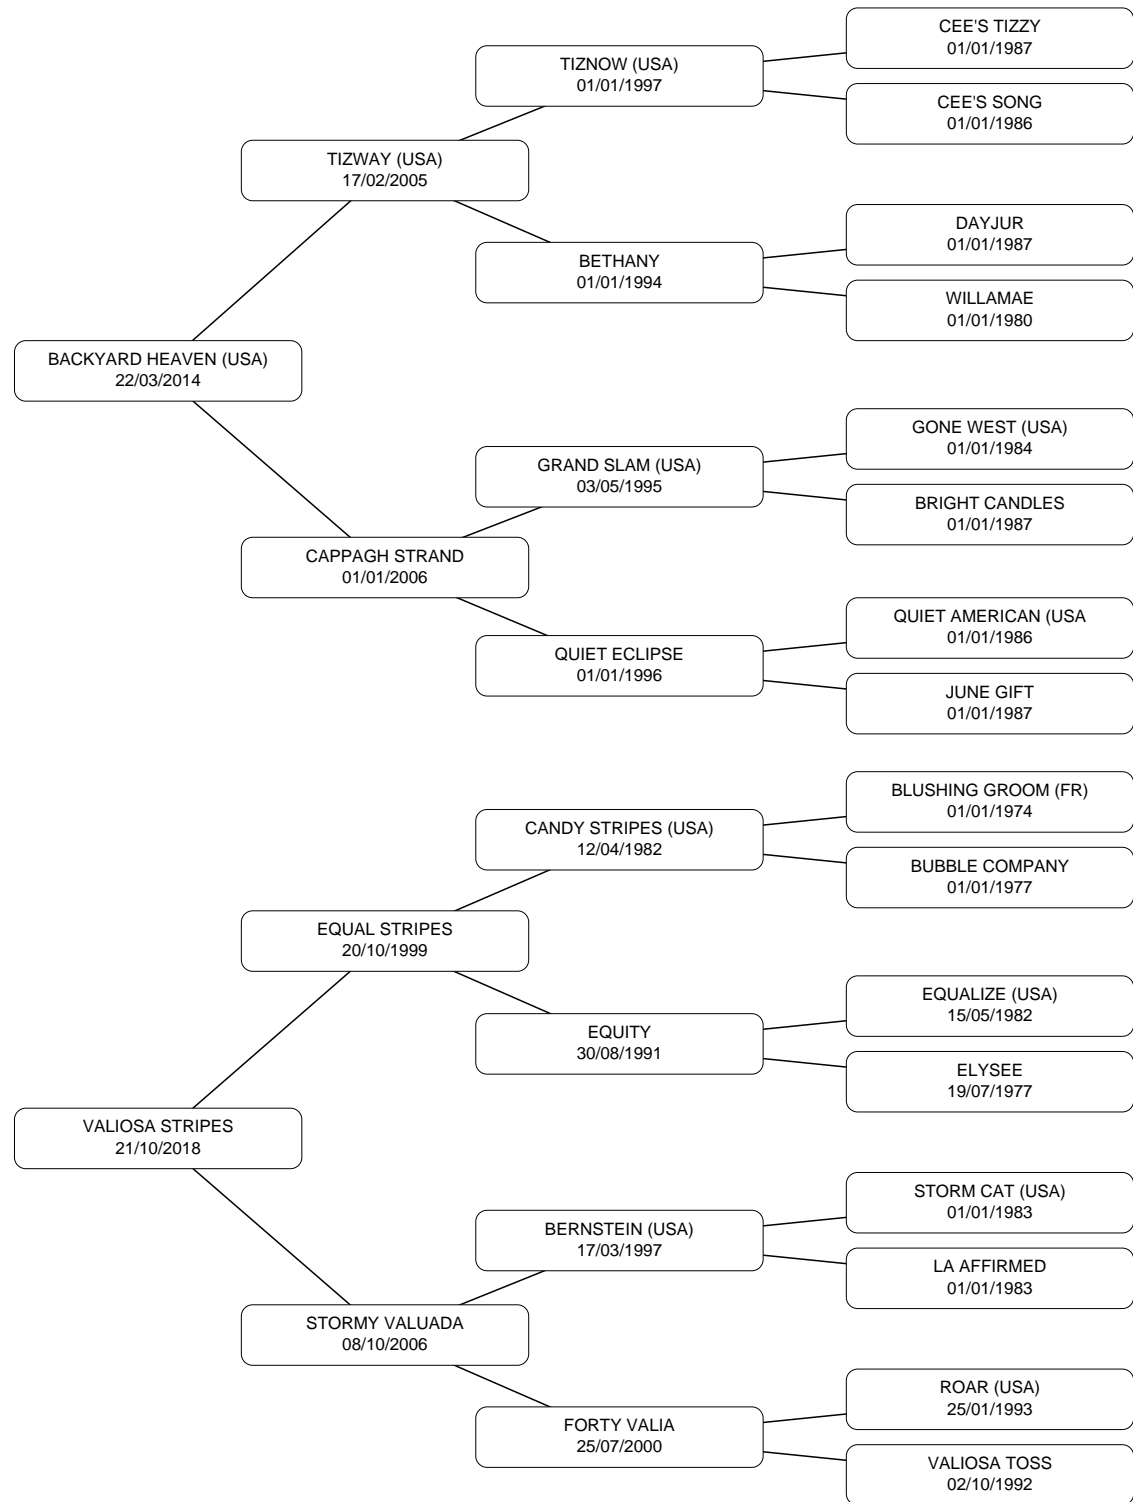 CEE'S TIZZY
01/01/1987
TIZNOW (USA)
01/01/1997
CEE'S SONG
01/01/1986
TIZWAY (USA)
17/02/2005
DAYJUR
01/01/1987
BETHANY
01/01/1994
WILLAMAE
01/01/1980
BACKYARD HEAVEN (USA)
22/03/2014
GONE WEST (USA)
01/01/1984
GRAND SLAM (USA)
03/05/1995
BRIGHT CANDLES
01/01/1987
CAPPAGH STRAND
01/01/2006
QUIET AMERICAN (USA
01/01/1986
QUIET ECLIPSE
01/01/1996
JUNE GIFT
01/01/1987
BLUSHING GROOM (FR)
01/01/1974
CANDY STRIPES (USA)
12/04/1982
BUBBLE COMPANY
01/01/1977
EQUAL STRIPES
20/10/1999
EQUALIZE (USA)
15/05/1982
EQUITY
30/08/1991
ELYSEE
19/07/1977
VALIOSA STRIPES
21/10/2018
STORM CAT (USA)
01/01/1983
BERNSTEIN (USA)
17/03/1997
LA AFFIRMED
01/01/1983
STORMY VALUADA
08/10/2006
ROAR (USA)
25/01/1993
FORTY VALIA
25/07/2000
VALIOSA TOSS
02/10/1992